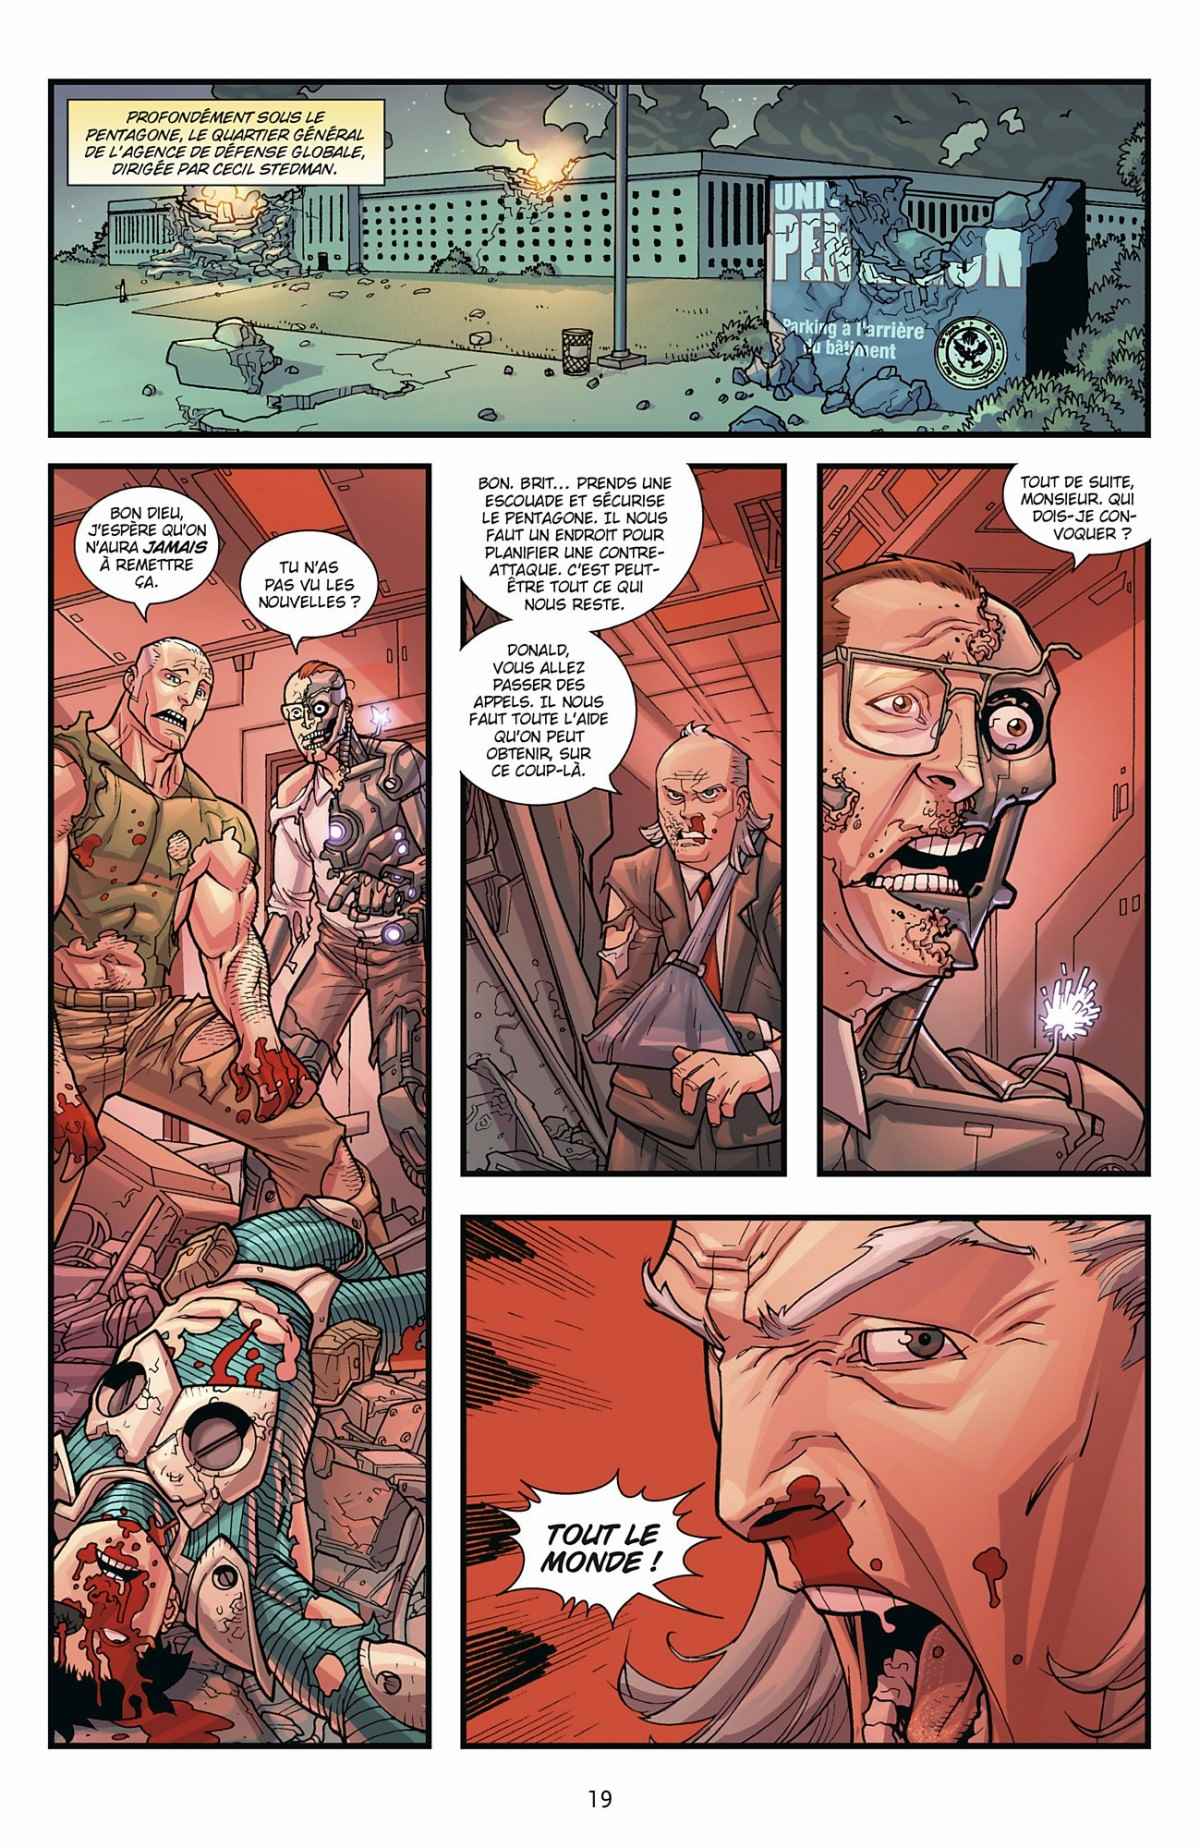 PROFONDÉMENT SOUS LE
PENTAGONE, LE QUARTIER GÉNÉRAL
DE L'AGENCE DE DÉFENSE GLOBALE,
DIRIGÉE PAR CECIL STEDMAN.
Parking à l'arrière
du bâtiment
BON DIEU,
J'ESPÈRE QU'ON
N'AURA JAMAIS
À REMETTRE
ÇA.
TU N'AS
PAS VU LES
NOUVELLES ?
BON. BRIT... PRENDS UNE
ESCOUADE ET SÉCURISE
LE PENTAGONE. IL NOUS
FAUT UN ENDROIT POUR
PLANIFIER UNE CONTRE-
ATTAQUE. C'EST PEUT-
ÊTRE TOUT CE QUI
NOUS RESTE.
DONALD,
VOUS ALLEZ
PASSER DES
APPELS. IL NOUS
FAUT TOUTE L'AIDE
QU'ON PEUT
OBTENIR, SUR
CE COUP-LÀ.
TOUT DE SUITE,
MONSIEUR. QUI
DOIS-JE CON-
VOQUER ?
TOUT LE
MONDE !
19